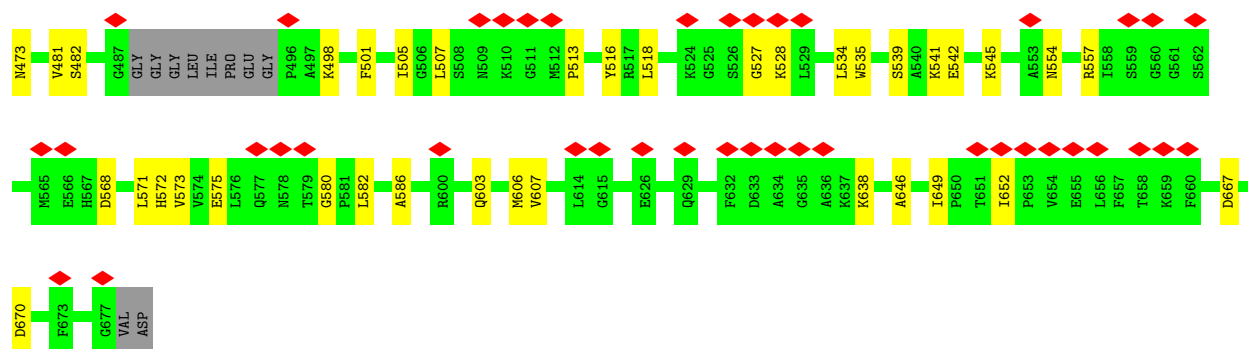 N473 V481 S482 G487 GLY GLY GLY LEU ILE PRO GLU GLY P496 A497 K498 F501 I505 G506 L507 S508 N509 K510 G511 M512 P513 Y516 R517 L518 K524 G525 S526 G527 K528 L529 L534 W535 S539 A540 K541 E542 K545 A553 N554 R557 I558 S559 G560 G561 S562
M565 E566 H567 D568 L571 H572 V573 V574 E575 L576 Q577 N578 T579 G580 P581 L582 A586 R600 Q603 M606 V607 L614 G615 E626 Q629 F632 D633 A634 G635 A636 K637 K638 A646 I649 P650 T651 I652 P653 V654 E655 L656 F657 T658 K659 F660 D667
D670 F673 G677 VAL ASP